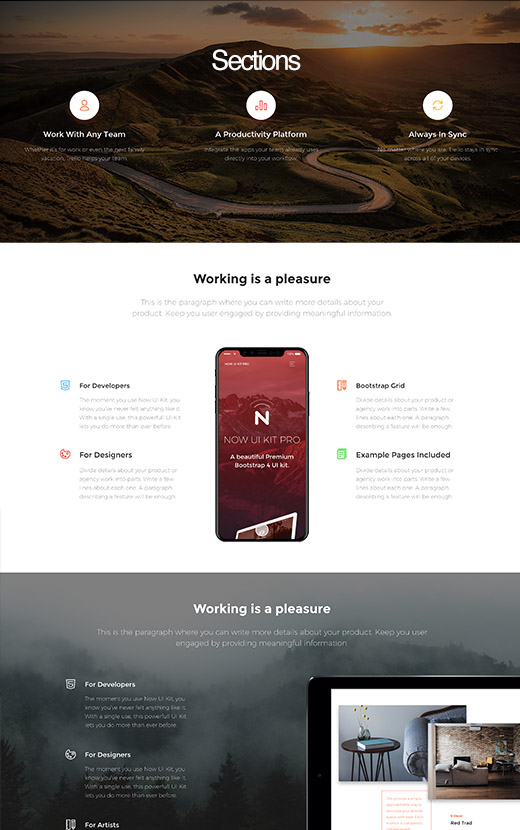 Sections
Work With Any Team
Whether it's for work or even the next family
vacation, Trello helps your team.
A Productivity Platform
Integrate the apps your team already uses
directly into your workflow.
Always In Sync
No matter where you are, Trello stays in sync
across all of your devices.
Working is a pleasure
This is the paragraph where you can write more details about your
product. Keep you user engaged by providing meaningful information.
For Developers
The moment you use Now UI Kit, you
know you've never felt anything like it.
With a single use, this powerfull UI Kit
lets you do more than ever before.
For Designers
Divide details about your product or
agency work into parts. Write a few
lines about each one. A paragraph
describing a feature will be enough.
NOW UI KIT PRO
N
NOW UI KIT PRO
A beautiful Premium
Bootstrap 4 UI kit.
Bootstrap Grid
Divide details about your product or
agency work into parts. Write a few
lines about each one. A paragraph
describing a feature will be enough.
Example Pages Included
Divide details about your product or
agency work into parts. Write a few
lines about each one. A paragraph
describing a feature will be enough.
Working is a pleasure
This is the paragraph where you can write more details about your product. Keep you user
engaged by providing meaningful information
For Developers
The moment you use Now UI Kit, you
know you've never felt anything like it.
With a single use, this powerfull UI Kit
lets you do more than ever before.
For Designers
The moment you use Now UI Kit, you
know you've never felt anything like it.
With a single use, this powerfull UI Kit
lets you do more than ever before.
For Artists
Red Trad